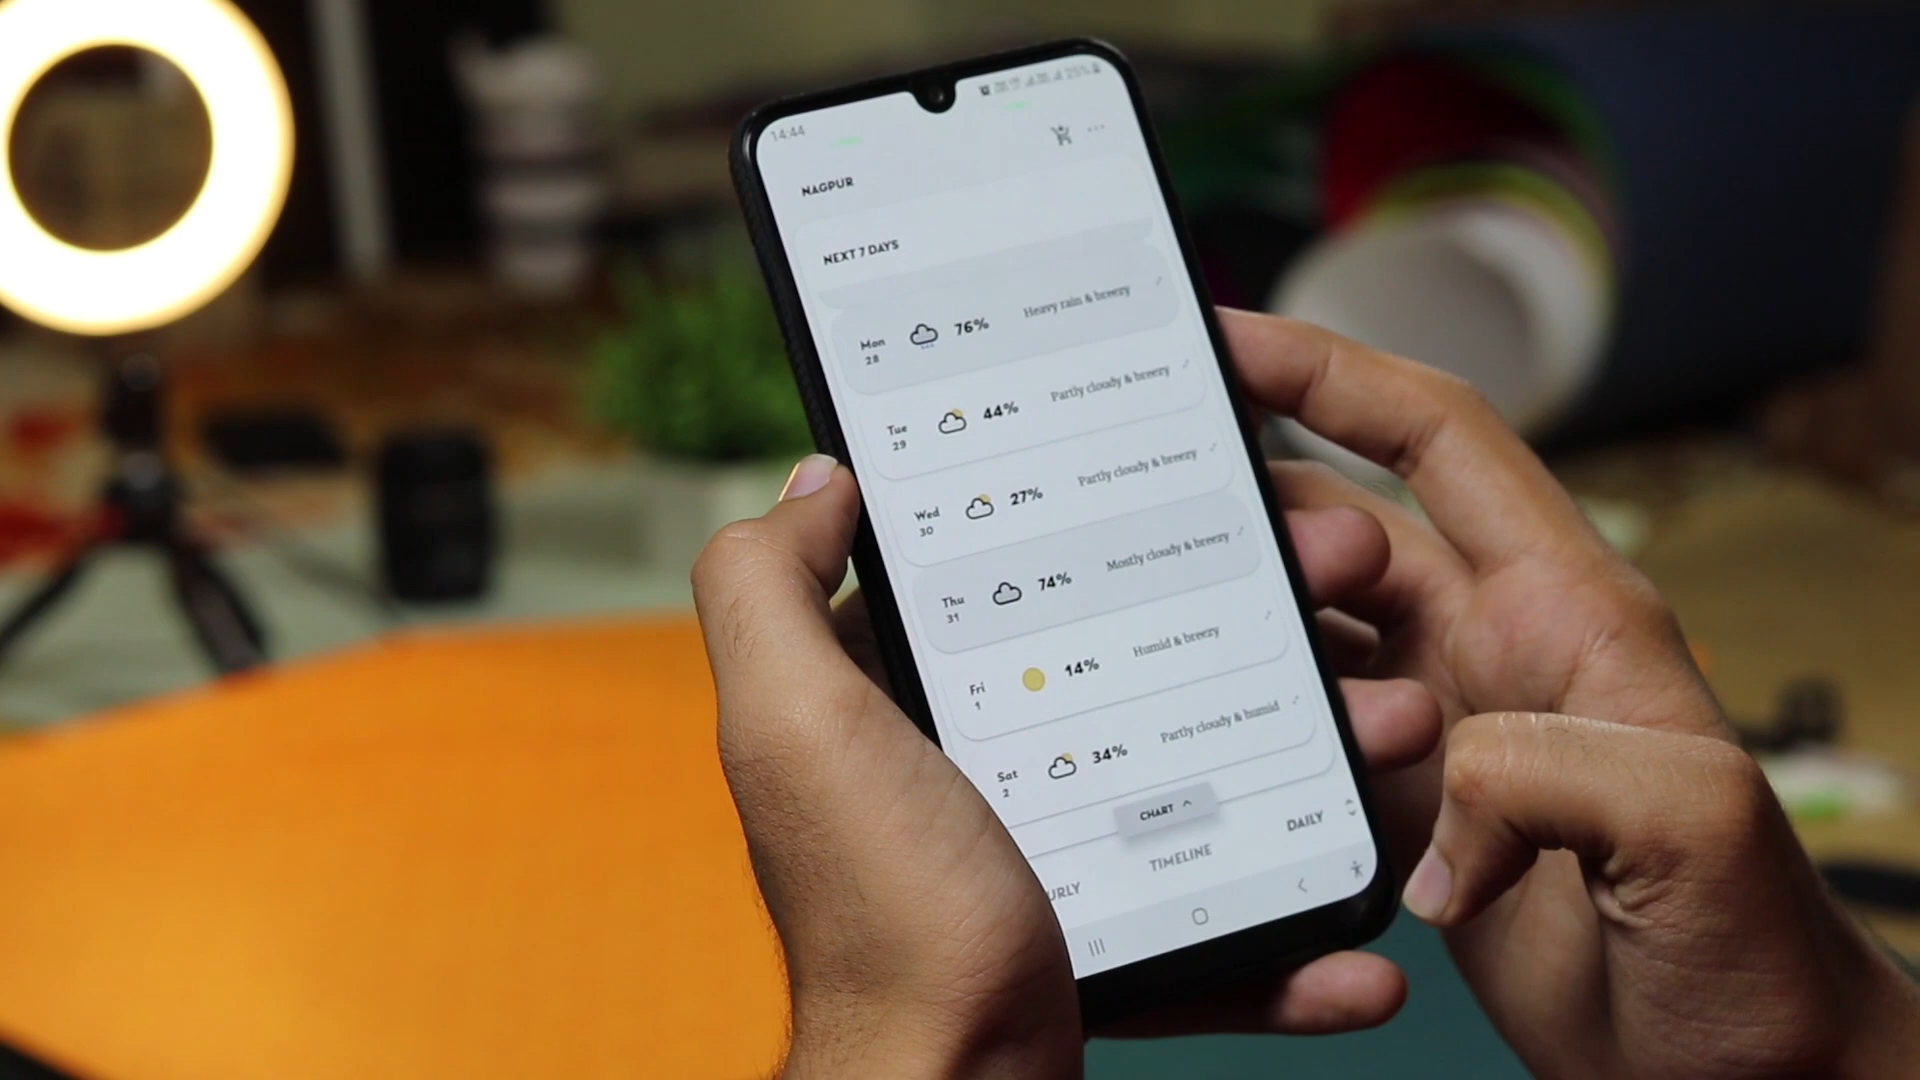 14:44
25%
NAGPUR
NEXT 7 DAYS
Mon 28 76% Heavy rain & breezy
Tue 29 44% Partly cloudy & breezy
Wed 30 27% Partly cloudy & breezy
Thu 31 74% Mostly cloudy & breezy
Fri 1 14% Humid & breezy
Sat 2 34% Partly cloudy & humid
CHART
URLY TIMELINE DAILY